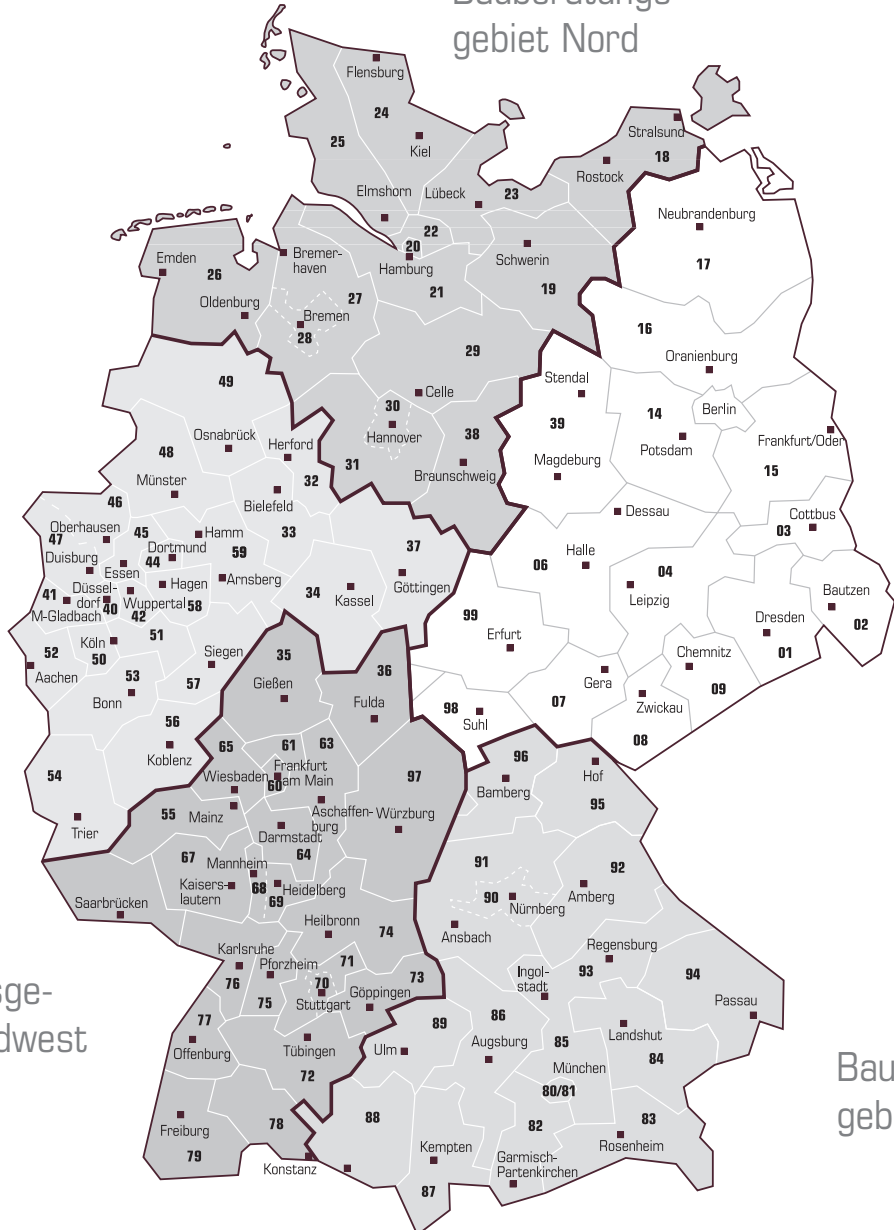 gebiet Nord
Flensburg
24
25
Kiel
Stralsund
18
Rostock
Elmshorn
Lübeck
23
22
20
Hamburg
Schwerin
Neubrandenburg
17
Emden
26
Bremer-
haven
27
21
19
Oldenburg
Bremen
28
16
Oranienburg
29
49
Stendal
Celle
30
Hannover
39
14
Berlin
Potsdam
Frankfurt/Oder
15
48
Osnabrück
Herford
31
38
Braunschweig
Magdeburg
Münster
32
Bielefeld
46
47
Oberhausen
45
Hamm
33
Dessau
Cottbus
03
Duisburg
Dortmund
44
59
Essen
37
Göttingen
Halle
06
04
Leipzig
Bautzen
02
41
Düssel-
dorf
40
Hagen
Arnsberg
M-Gladbach
Wuppertal
42
58
34
Kassel
99
Erfurt
Dresden
01
51
52
Köln
50
Siegen
35
36
Chemnitz
09
Aachen
53
Bonn
57
Gießen
Fulda
98
Suhl
07
Gera
Zwickau
08
56
Koblenz
65
61
63
96
Hof
54
Wiesbaden
Frankfurt
am Main
60
97
Bamberg
95
Trier
55
Mainz
Aschaffen-
burg
Würzburg
Darmstadt
64
67
Mannheim
91
92
Kaisers-
lautern
68
Heidelberg
69
90
Nürnberg
Amberg
Saarbrücken
Heilbronn
74
Ansbach
Karlsruhe
71
Regensburg
93
94
Pforzheim
76
70
73
Ingol-
stadt
sge-
75
Stuttgart
Göppingen
Passau
77
86
89
Landshut
dwest
Offenburg
Tübingen
Ulm
Augsburg
85
84
72
München
Bau
80/81
88
83
geb
78
82
Freiburg
79
Kempten
Rosenheim
Konstanz
Garmisch-
Partenkirchen
87